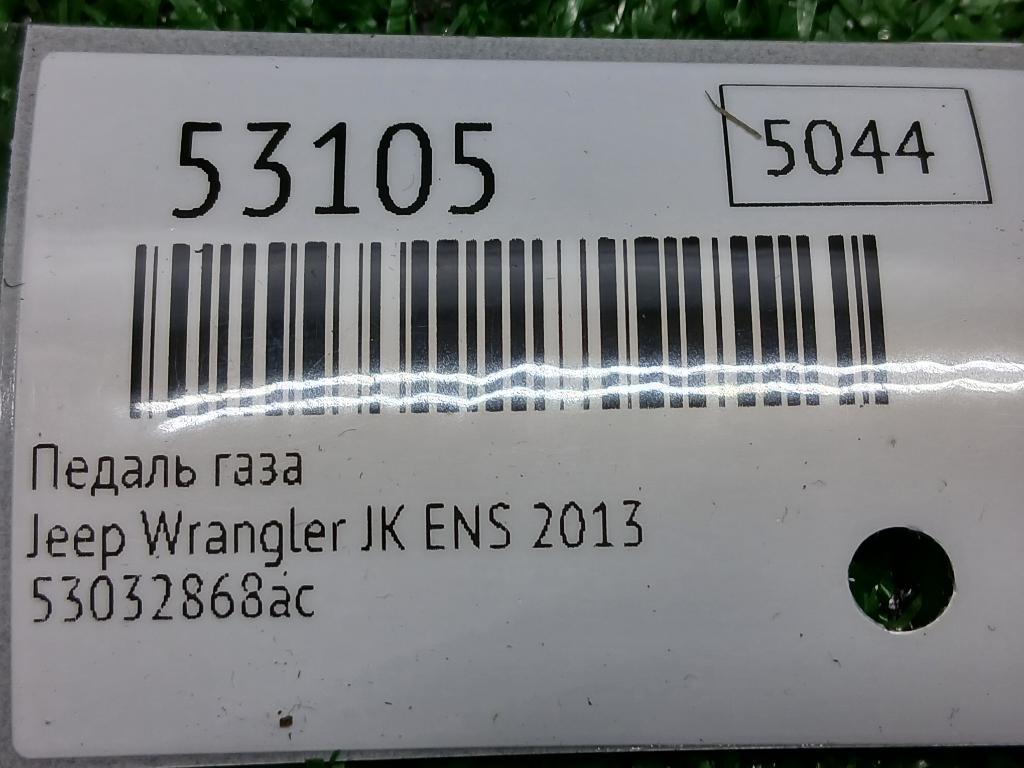 53105
5044
Педаль газа
Jeep Wrangler JK ENS 2013
53032868ac